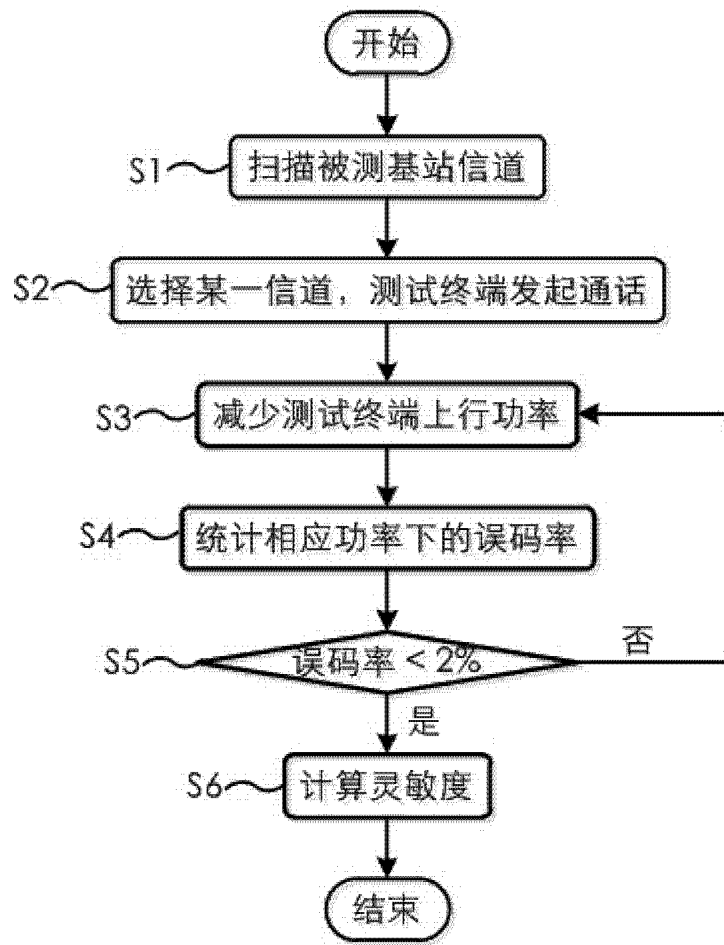 开始
S1 扫描被测基站信道
S2 选择某一信道，测试终端发起通话
S3 减少测试终端上行功率
S4 统计相应功率下的误码率
S5 误码率 < 2%
否
是
S6 计算灵敏度
结束